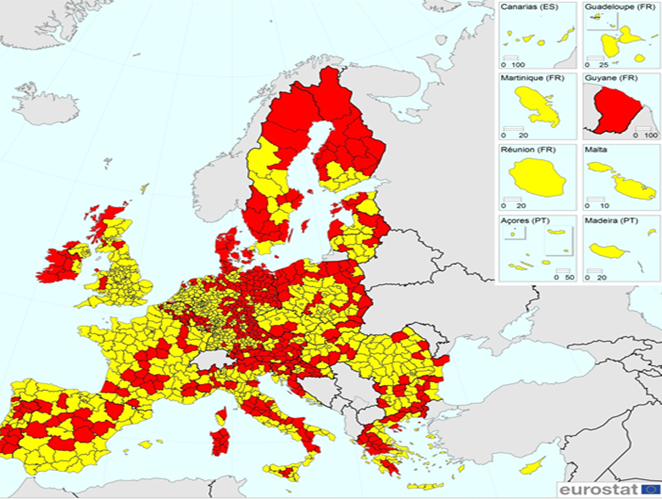 Canarias (ES)
0 100
Guadeloupe (FR)
0 25
Martinique (FR)
0 20
Guyane (FR)
0 100
Réunion (FR)
0 20
Malta
0 10
Açores (PT)
0 50
Madeira (PT)
0 20
eurostat